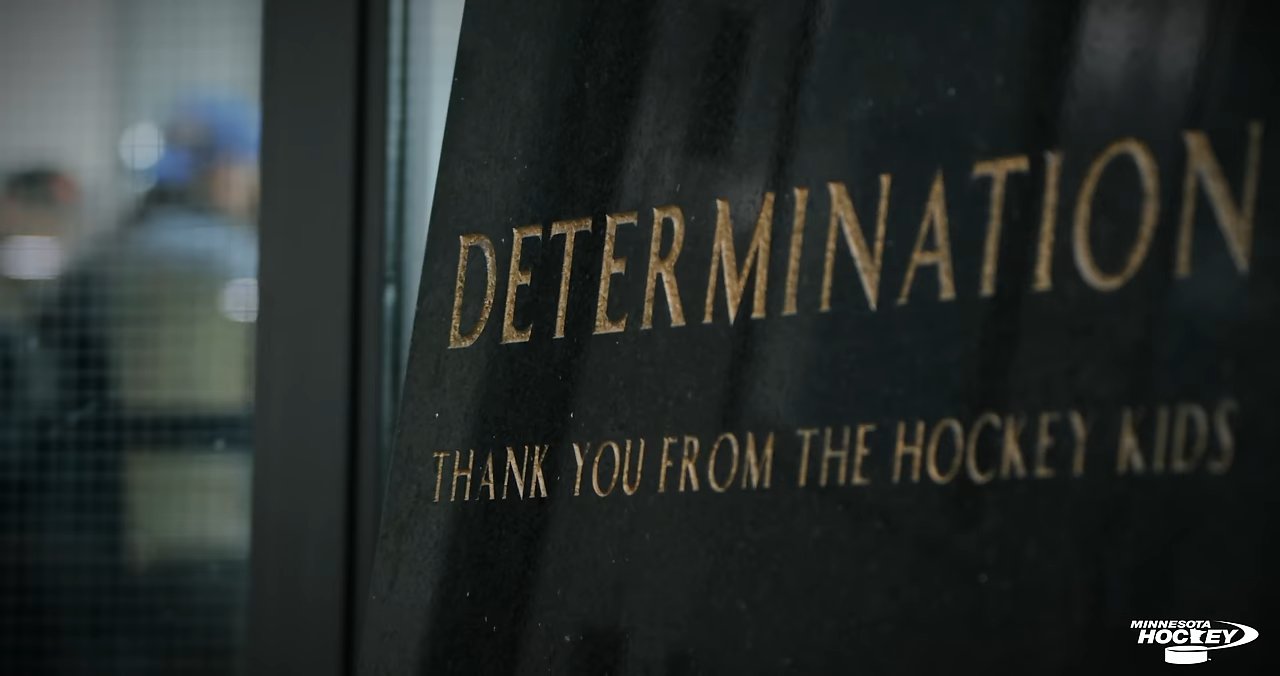 DETERMINATION
THANK YOU FROM THE HOCKEY KIDS
MINNESOTA
HOCKEY